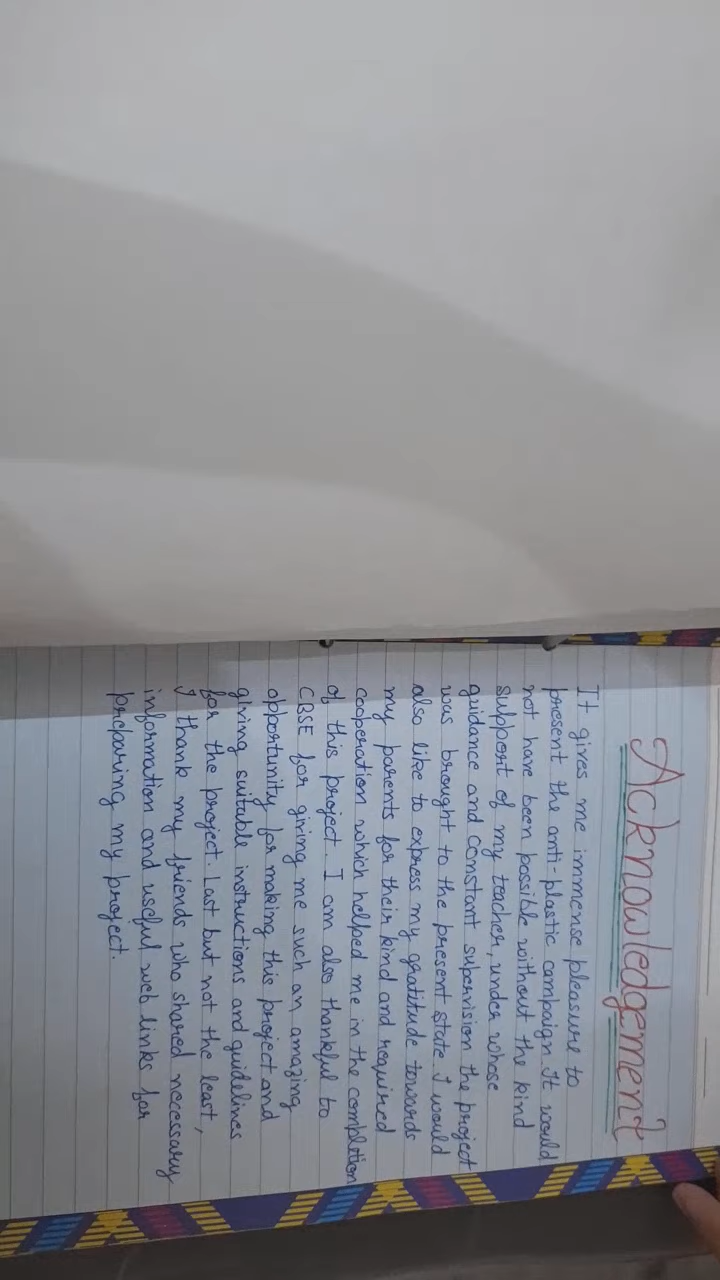 Acknowledgement
It gives me immense pleasure to
present the anti-plastic campaign. It would
not have been possible without the kind
support of my teacher, under whose
guidance and constant supervision the project
was brought to the present state I would
also like to express my gratitude towards
my parents for their kind and required
cooperation which helped me in the completion
of this project. I am also thankful to
CBSE for giving me such an amazing
opportunity for making this project and
giving suitable instructions and guidelines
for the project. Last but not the least,
I thank my friends who shared necessary
information and useful web links for
preparing my project.